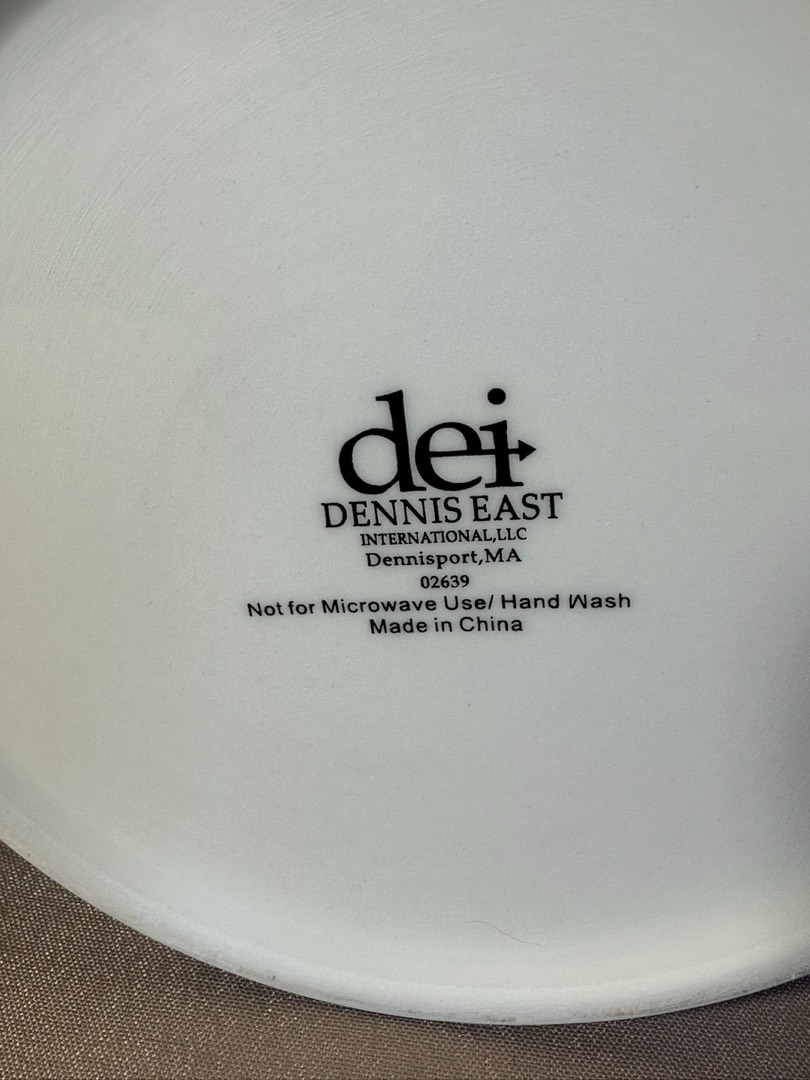 dei
DENNIS EAST
INTERNATIONAL,LLC
Dennisport,MA
02639
Not for Microwave Use/ Hand Wash
Made in China